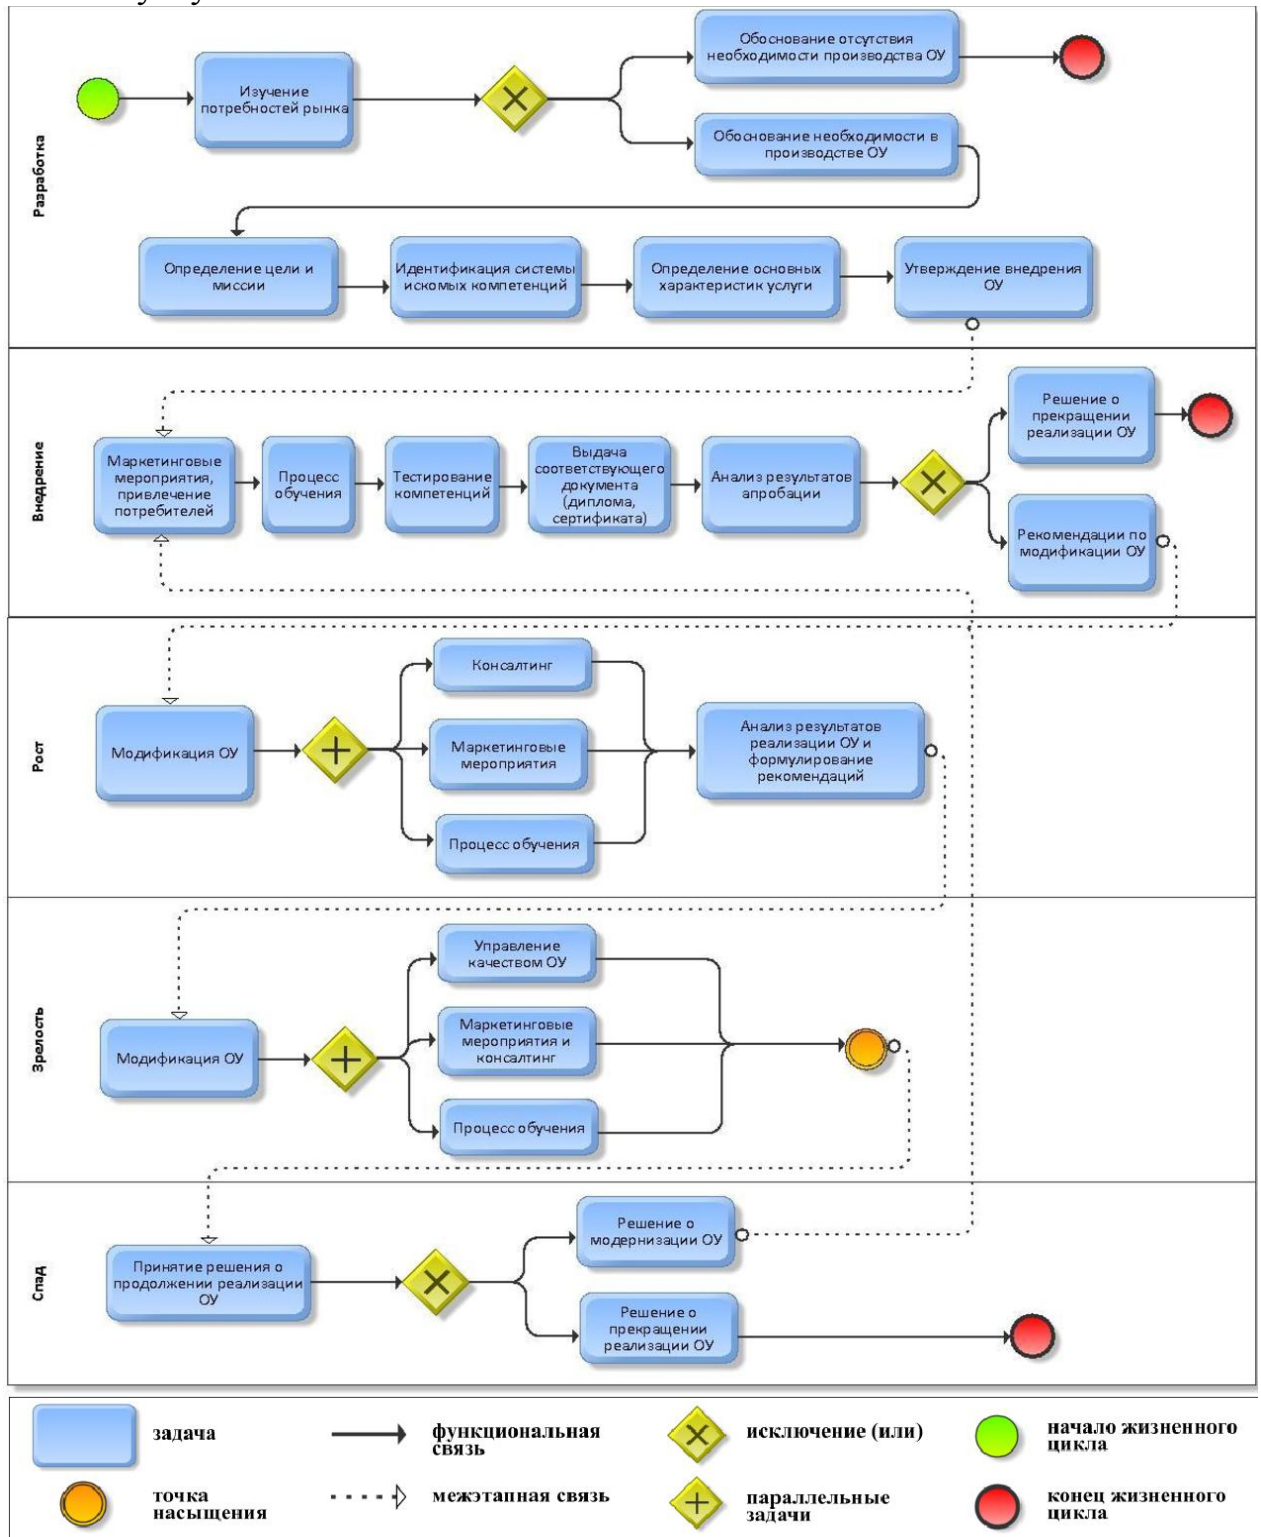 Разработка
Изучение
потребностей рынка
Обоснование отсутствия
необходимости производства ОУ
Обоснование необходимости в
производстве ОУ
Определение цели и
миссии
Идентификация системы
искомых компетенций
Определение основных
характеристик услуги
Утверждение внедрения
ОУ
Внедрение
Маркетинговые
мероприятия,
привлечение
потребителей
Процесс
обучения
Тестирование
компетенций
Выдача
соответствующего
документа
(диплома,
сертификата)
Анализ результатов
апробации
Решение о
прекращении
реализации ОУ
Рекомендации по
модификации ОУ
Рост
Модификация ОУ
Консалтинг
Маркетинговые
мероприятия
Процесс обучения
Анализ результатов
реализации ОУ и
формулирование
рекомендаций
Зрелость
Модификация ОУ
Управление
качеством ОУ
Маркетинговые
мероприятия и
консалтинг
Процесс обучения
Спад
Принятие решения о
продолжении реализации
ОУ
Решение о
модернизации ОУ
Решение о
прекращении
реализации ОУ
задача
функциональная
связь
исключение (или)
начало жизненного
цикла
точка
насыщения
межэтапная связь
параллельные
задачи
конец жизненного
цикла